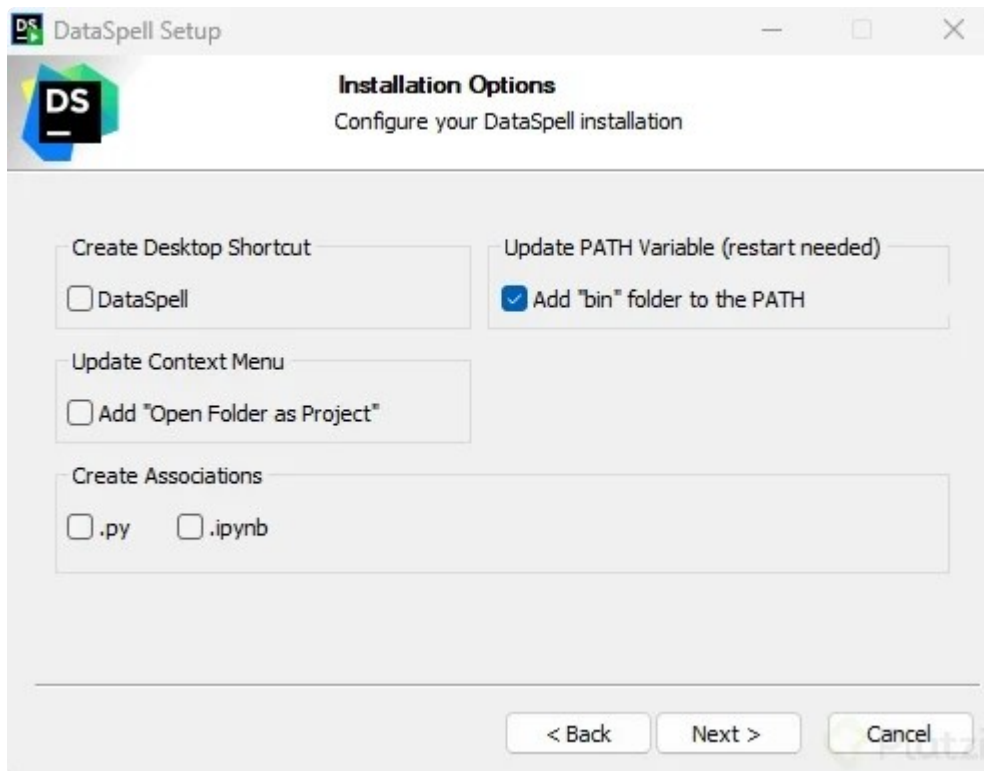 DS DataSpell Setup
DS
Installation Options
Configure your DataSpell installation
Create Desktop Shortcut
DataSpell
Update PATH Variable (restart needed)
Add "bin" folder to the PATH
Update Context Menu
Add "Open Folder as Project"
Create Associations
.py .ipynb
< Back Next > Cancel
Platzi